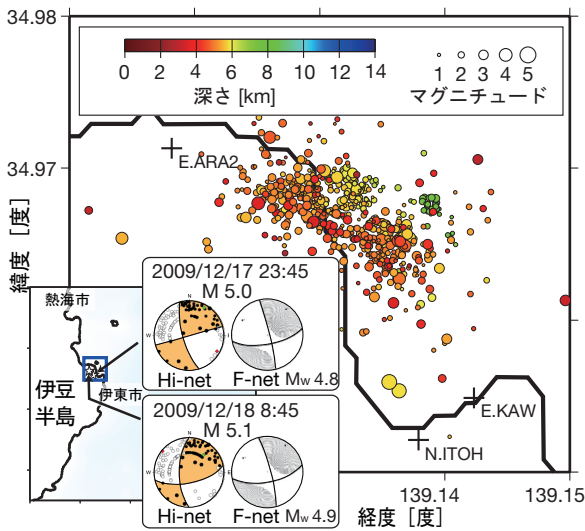 34.98
0 2 4 6 8 10 12 14
深さ [km]
1 2 3 4 5
マグニチュード
34.97
E.ARA2
緯度 [度]
2009/12/17 23:45
M 5.0
Hi-net
F-net Mw 4.8
熱海市
伊豆
半島
伊東市
2009/12/18 8:45
M 5.1
Hi-net
F-net Mw 4.9
E.KAW
N.ITOH
139.14
139.15
経度 [度]